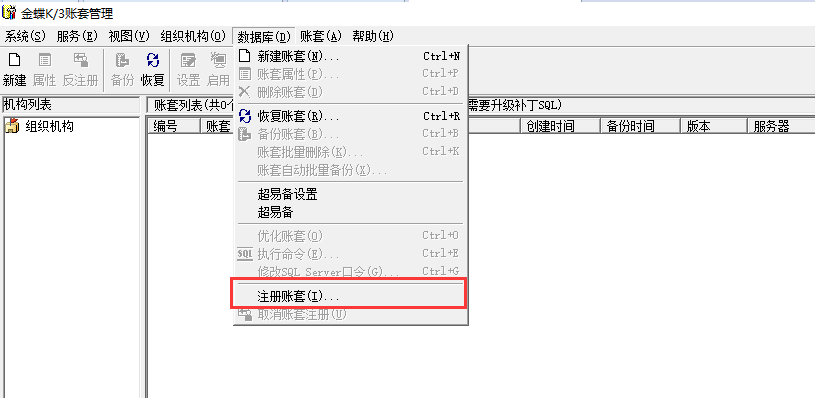 金蝶K/3账套管理
系统(S) 服务(E) 视图(V) 组织机构(O) 数据库(D) 账套(A) 帮助(H)
新建 属性 反注册 备份 恢复 设置 启用
机构列表
组织机构
账套列表(共0个
需要升级补丁SQL)
编号 账套 创建时间 备份时间 版本 服务器
新建账套(N)... Ctrl+N
账套属性(P)... Ctrl+P
删除账套(D) Ctrl+D
恢复账套(R)... Ctrl+R
备份账套(B)... Ctrl+B
账套批量删除(K)... Ctrl+K
账套自动批量备份(X)...
超易备设置
超易备
优化账套(O) Ctrl+O
SQL 执行命令(E)... Ctrl+E
修改SQL Server口令(G)... Ctrl+G
注册账套(I)...
取消账套注册(U)